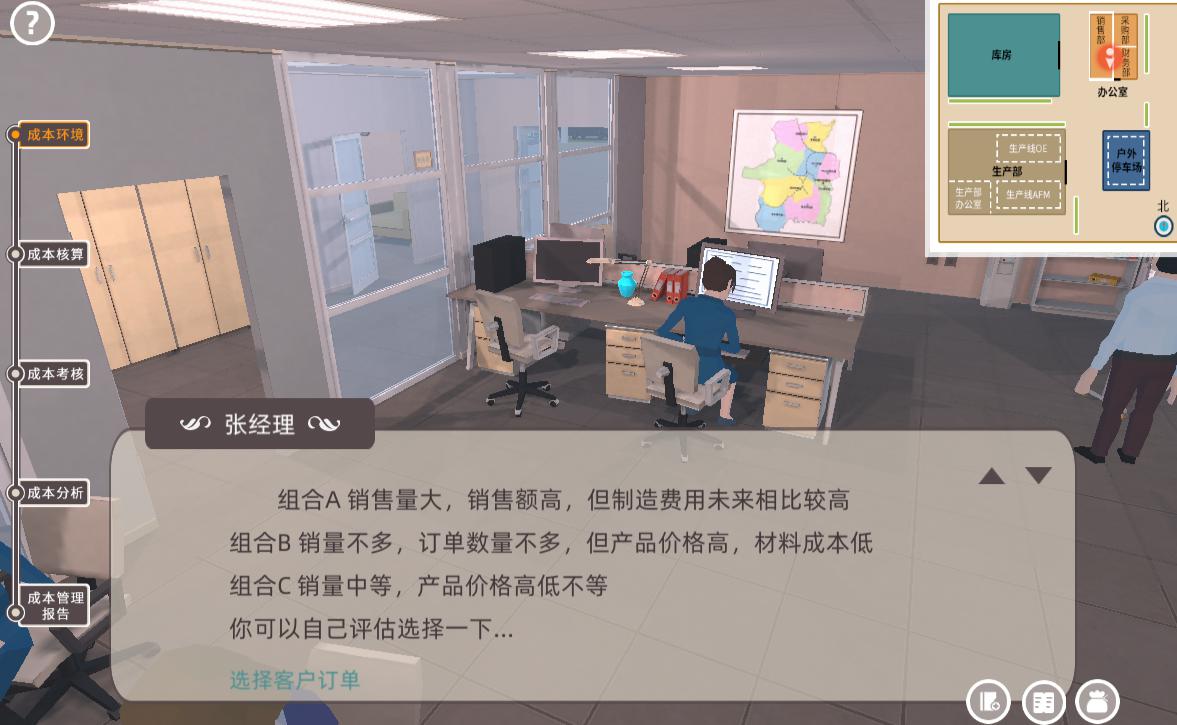 ?
成本环境
成本核算
成本考核
成本分析
成本管理
报告
库房
销售部
采购部
财务部
办公室
生产线OE
生产部
生产部
办公室
生产线AFM
户外
停车场
北
张经理
组合A 销售量大，销售额高，但制造费用未来相比较高
组合B 销量不多，订单数量不多，但产品价格高，材料成本低
组合C 销量中等，产品价格高低不等
你可以自己评估选择一下...
选择客户订单